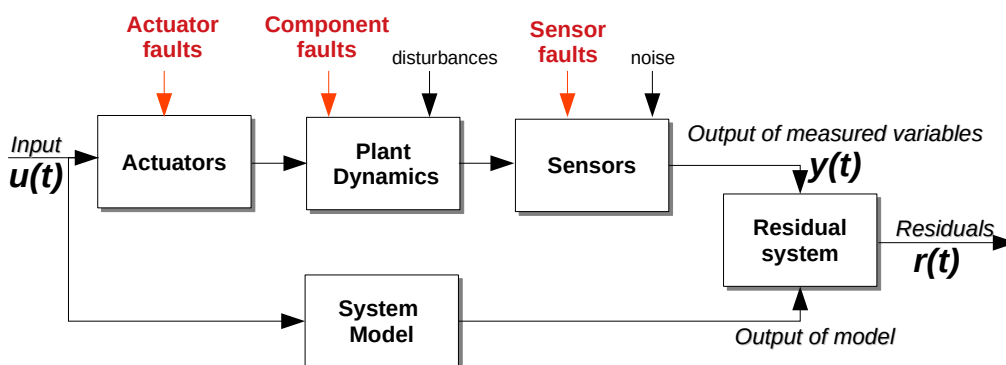 Actuator
faults
Component
faults
disturbances
Sensor
faults
noise
Input
u(t)
Actuators
Plant
Dynamics
Sensors
Output of measured variables
y(t)
Residual
system
Residuals
r(t)
System
Model
Output of model